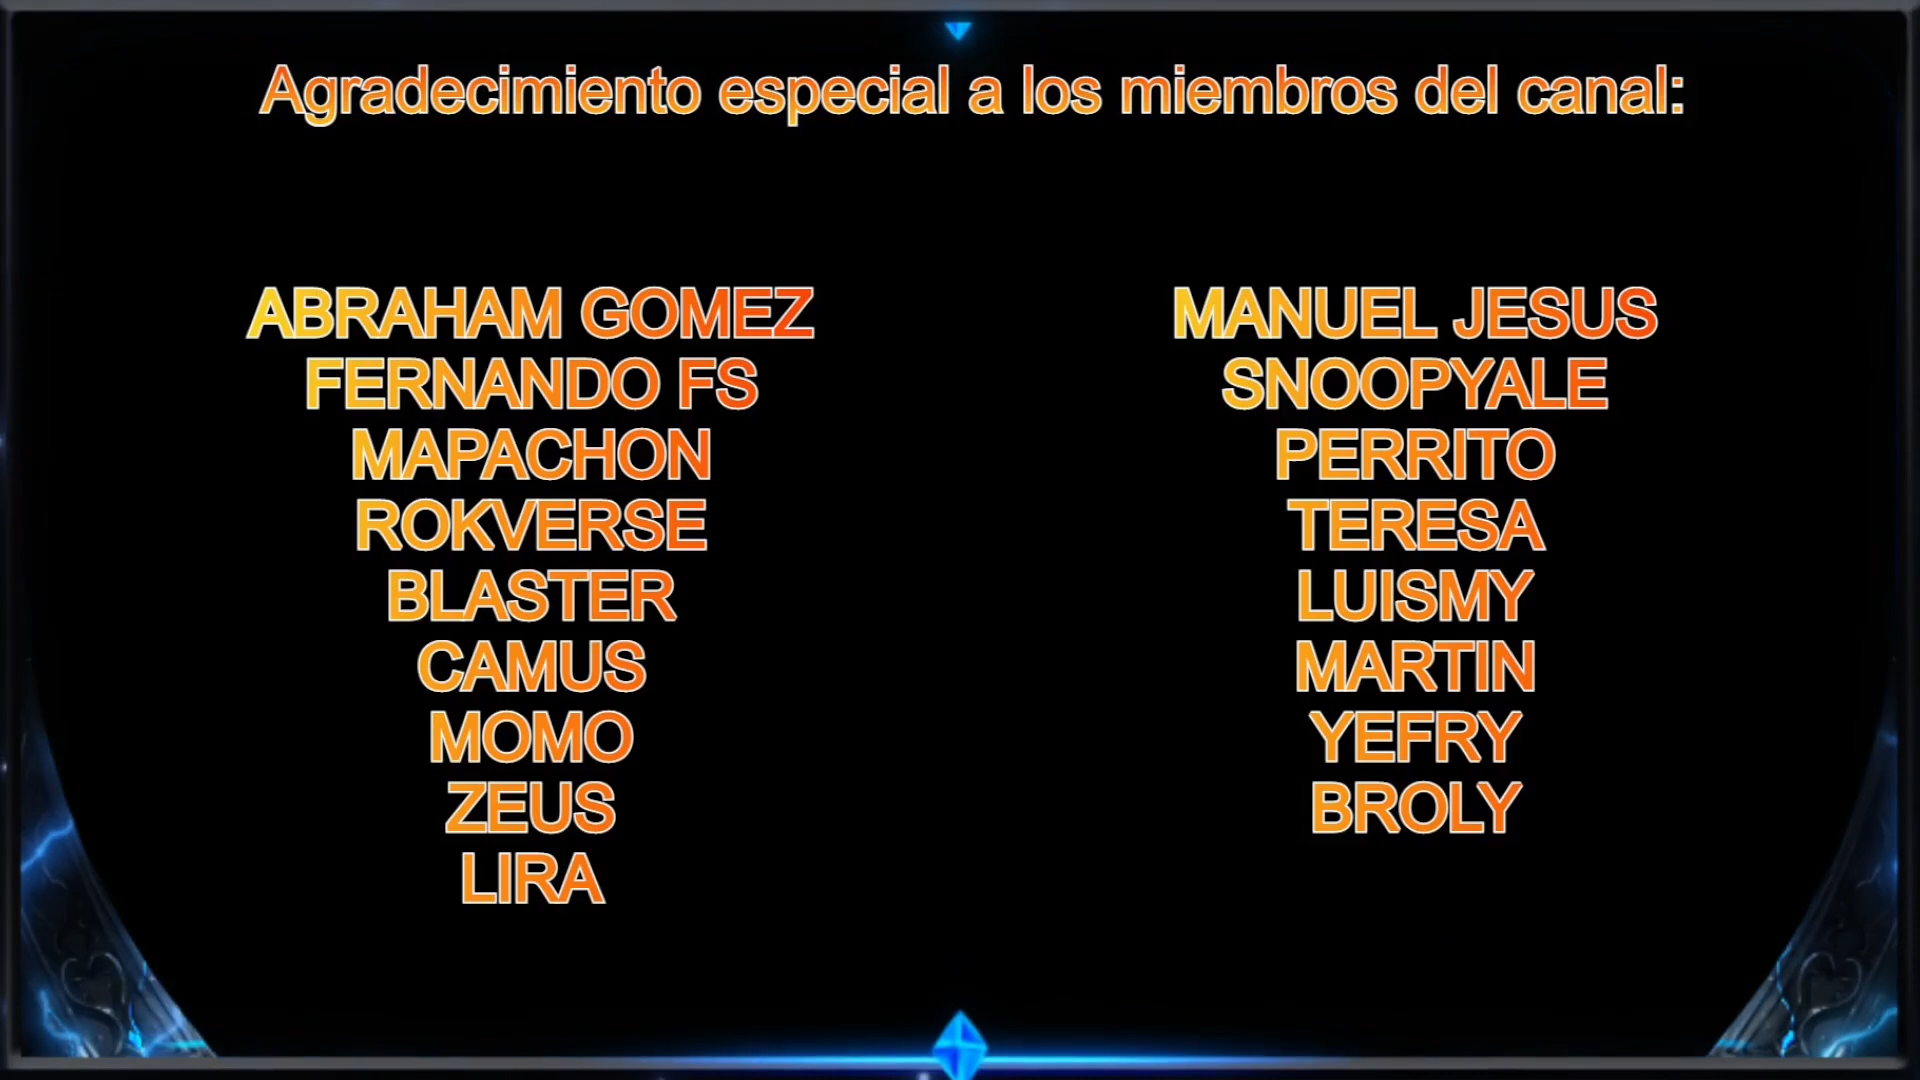 Agradecimiento especial a los miembros del canal:
ABRAHAM GOMEZ
FERNANDO FS
MAPACHON
ROKVERSE
BLASTER
CAMUS
MOMO
ZEUS
LIRA
MANUEL JESUS
SNOOPYALE
PERRITO
TERESA
LUISMY
MARTIN
YEFRY
BROLY